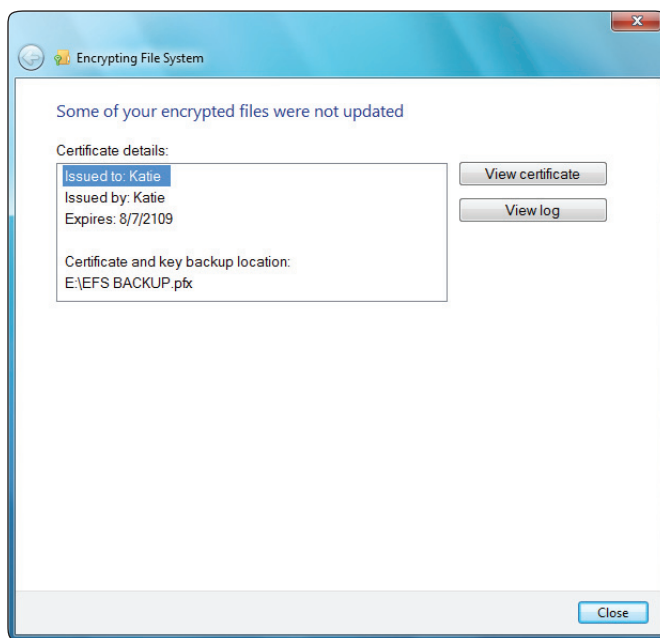 Encrypting File System
Some of your encrypted files were not updated
Certificate details:
Issued to: Katie
Issued by: Katie
Expires: 8/7/2109
Certificate and key backup location:
E:\EFS BACKUP.pfx
View certificate
View log
Close